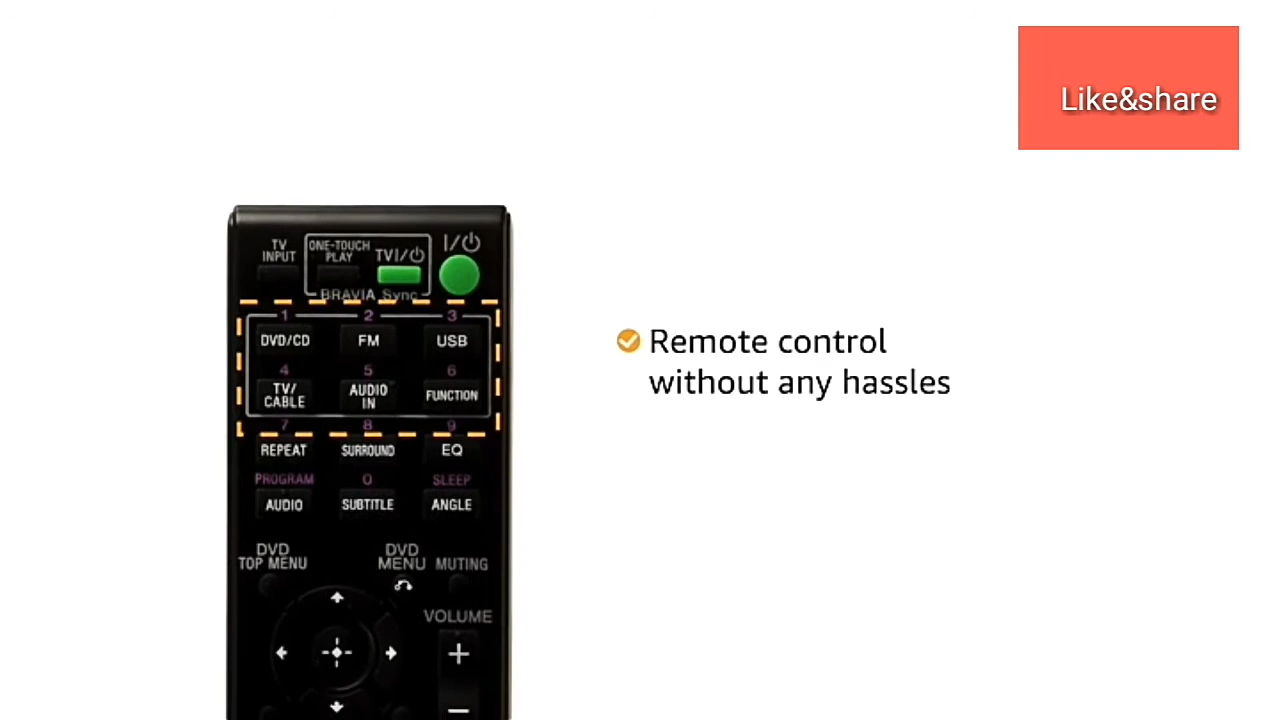 Like&share
TV
INPUT
ONE-TOUCH
PLAY
TV I/⏻
I/⏻
BRAVIA Sync
1 2 3
DVD/CD FM USB
4 5 6
TV/
CABLE
AUDIO
IN
FUNCTION
7 8 9
REPEAT SURROUND EQ
PROGRAM 0 SLEEP
AUDIO SUBTITLE ANGLE
DVD
TOP MENU
DVD
MENU
MUTING
VOLUME
+
−
Remote control
without any hassles